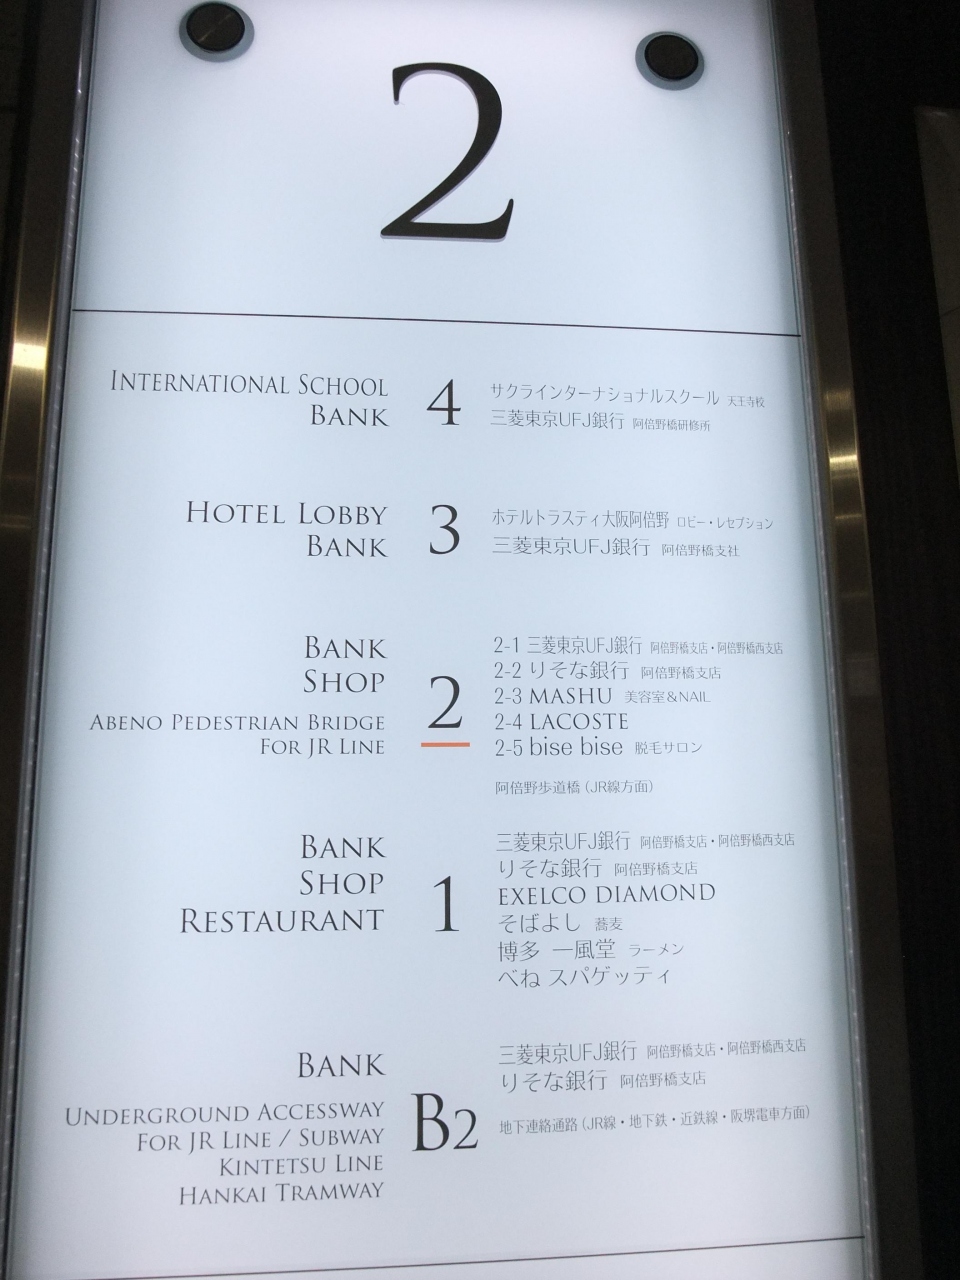 2
INTERNATIONAL SCHOOL
BANK
4
サクラインターナショナルスクール 天王寺校
三菱東京UFJ銀行 阿倍野橋研修所
HOTEL LOBBY
BANK
3
ホテルトラスティ大阪阿倍野 ロビー・レセプション
三菱東京UFJ銀行 阿倍野橋支社
BANK
SHOP
ABENO PEDESTRIAN BRIDGE
FOR JR LINE
2
2-1 三菱東京UFJ銀行 阿倍野橋支店・阿倍野橋西支店
2-2 りそな銀行 阿倍野橋支店
2-3 MASHU 美容室&NAIL
2-4 LACOSTE
2-5 bise bise 脱毛サロン
阿倍野歩道橋 (JR線方面)
BANK
SHOP
RESTAURANT
1
三菱東京UFJ銀行 阿倍野橋支店・阿倍野橋西支店
りそな銀行 阿倍野橋支店
EXELCO DIAMOND
そばよし 蕎麦
博多 一風堂 ラーメン
べね スパゲッティ
BANK
UNDERGROUND ACCESSWAY
FOR JR LINE / SUBWAY
KINTETSU LINE
HANKAI TRAMWAY
B2
三菱東京UFJ銀行 阿倍野橋支店・阿倍野橋西支店
りそな銀行 阿倍野橋支店
地下連絡通路 (JR線・地下鉄・近鉄線・阪堺電車方面)